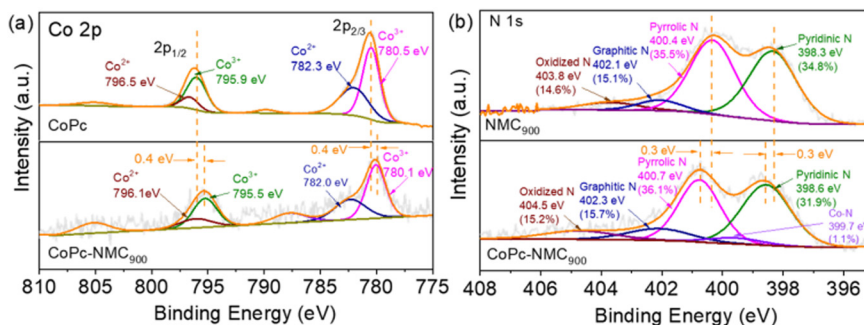 (a)
Co 2p
2p1/2
2p2/3
Co2+
796.5 eV
Co3+
795.9 eV
Co2+
782.3 eV
Co3+
780.5 eV
CoPc
0.4 eV
0.4 eV
Co2+
796.1eV
Co3+
795.5 eV
Co2+
782.0 eV
Co3+
780.1 eV
CoPc-NMC900
Intensity (a.u.)
810 805 800 795 790 785 780 775
Binding Energy (eV)
(b)
N 1s
Oxidized N
403.8 eV
(14.6%)
Graphitic N
402.1 eV
(15.1%)
Pyrrolic N
400.4 eV
(35.5%)
Pyridinic N
398.3 eV
(34.8%)
NMC900
0.3 eV
0.3 eV
Oxidized N
404.5 eV
(15.2%)
Graphitic N
402.3 eV
(15.7%)
Pyrrolic N
400.7 eV
(36.1%)
Pyridinic N
398.6 eV
(31.9%)
Co-N
399.7 eV
(1.1%)
CoPc-NMC900
Intensity (a.u.)
408 406 404 402 400 398 396
Binding Energy (eV)